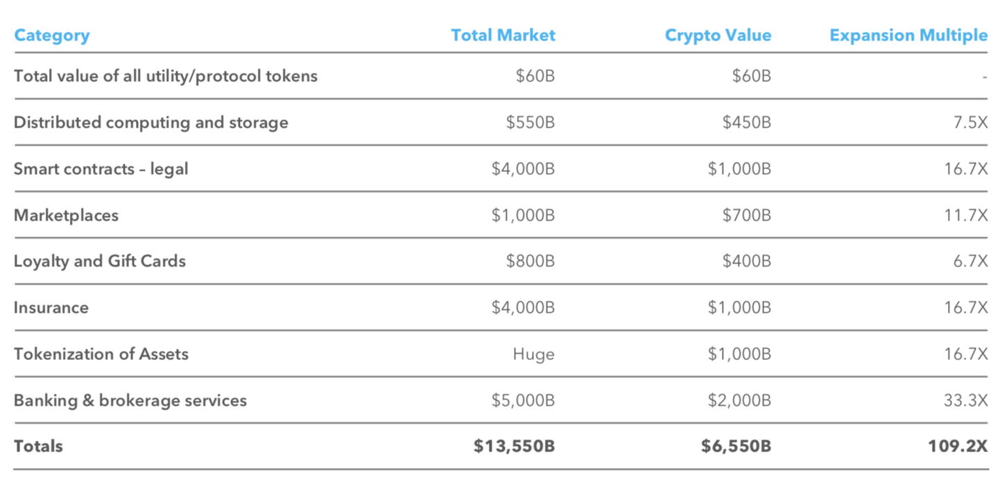 Category Total Market Crypto Value Expansion Multiple
Total value of all utility/protocol tokens $60B $60B -
Distributed computing and storage $550B $450B 7.5X
Smart contracts – legal $4,000B $1,000B 16.7X
Marketplaces $1,000B $700B 11.7X
Loyalty and Gift Cards $800B $400B 6.7X
Insurance $4,000B $1,000B 16.7X
Tokenization of Assets Huge $1,000B 16.7X
Banking & brokerage services $5,000B $2,000B 33.3X
Totals $13,550B $6,550B 109.2X